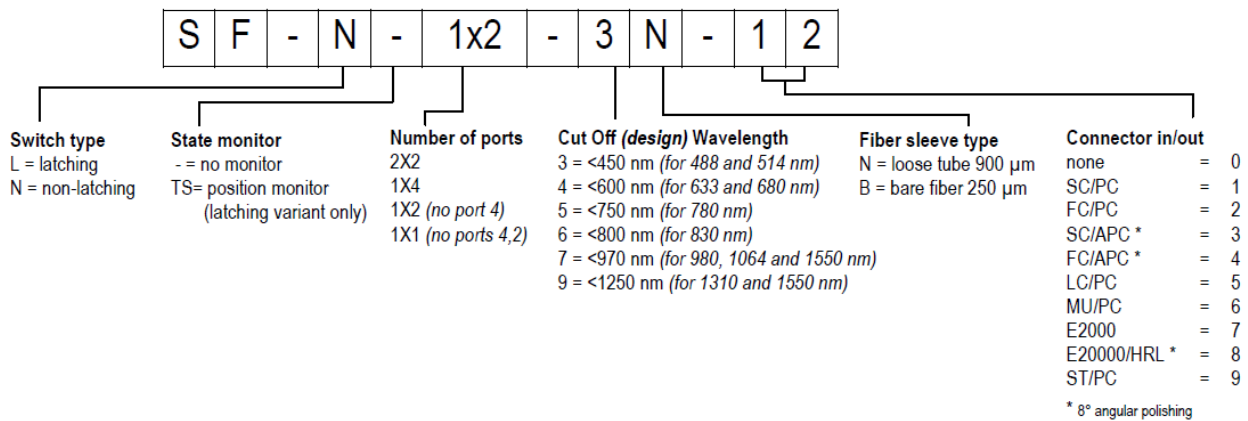 S F - N - 1x2 - 3 N - 1 2
Switch type
L = latching
N = non-latching
State monitor
- = no monitor
TS= position monitor
(latching variant only)
Number of ports
2X2
1X4
1X2 (no port 4)
1X1 (no ports 4,2)
Cut Off (design) Wavelength
3 = <450 nm (for 488 and 514 nm)
4 = <600 nm (for 633 and 680 nm)
5 = <750 nm (for 780 nm)
6 = <800 nm (for 830 nm)
7 = <970 nm (for 980, 1064 and 1550 nm)
9 = <1250 nm (for 1310 and 1550 nm)
Fiber sleeve type
N = loose tube 900 µm
B = bare fiber 250 µm
Connector in/out
none = 0
SC/PC = 1
FC/PC = 2
SC/APC * = 3
FC/APC * = 4
LC/PC = 5
MU/PC = 6
E2000 = 7
E20000/HRL * = 8
ST/PC = 9
* 8° angular polishing